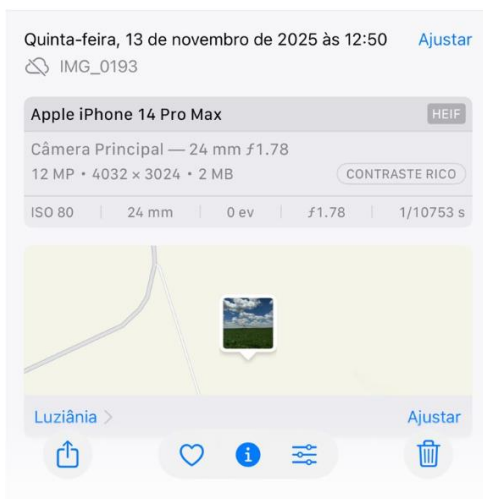 Quinta-feira, 13 de novembro de 2025 às 12:50 Ajustar
IMG_0193
Apple iPhone 14 Pro Max HEIF
Câmera Principal — 24 mm ƒ1.78
12 MP • 4032 × 3024 • 2 MB CONTRASTE RICO
ISO 80 24 mm 0 ev ƒ1.78 1/10753 s
Luziânia Ajustar